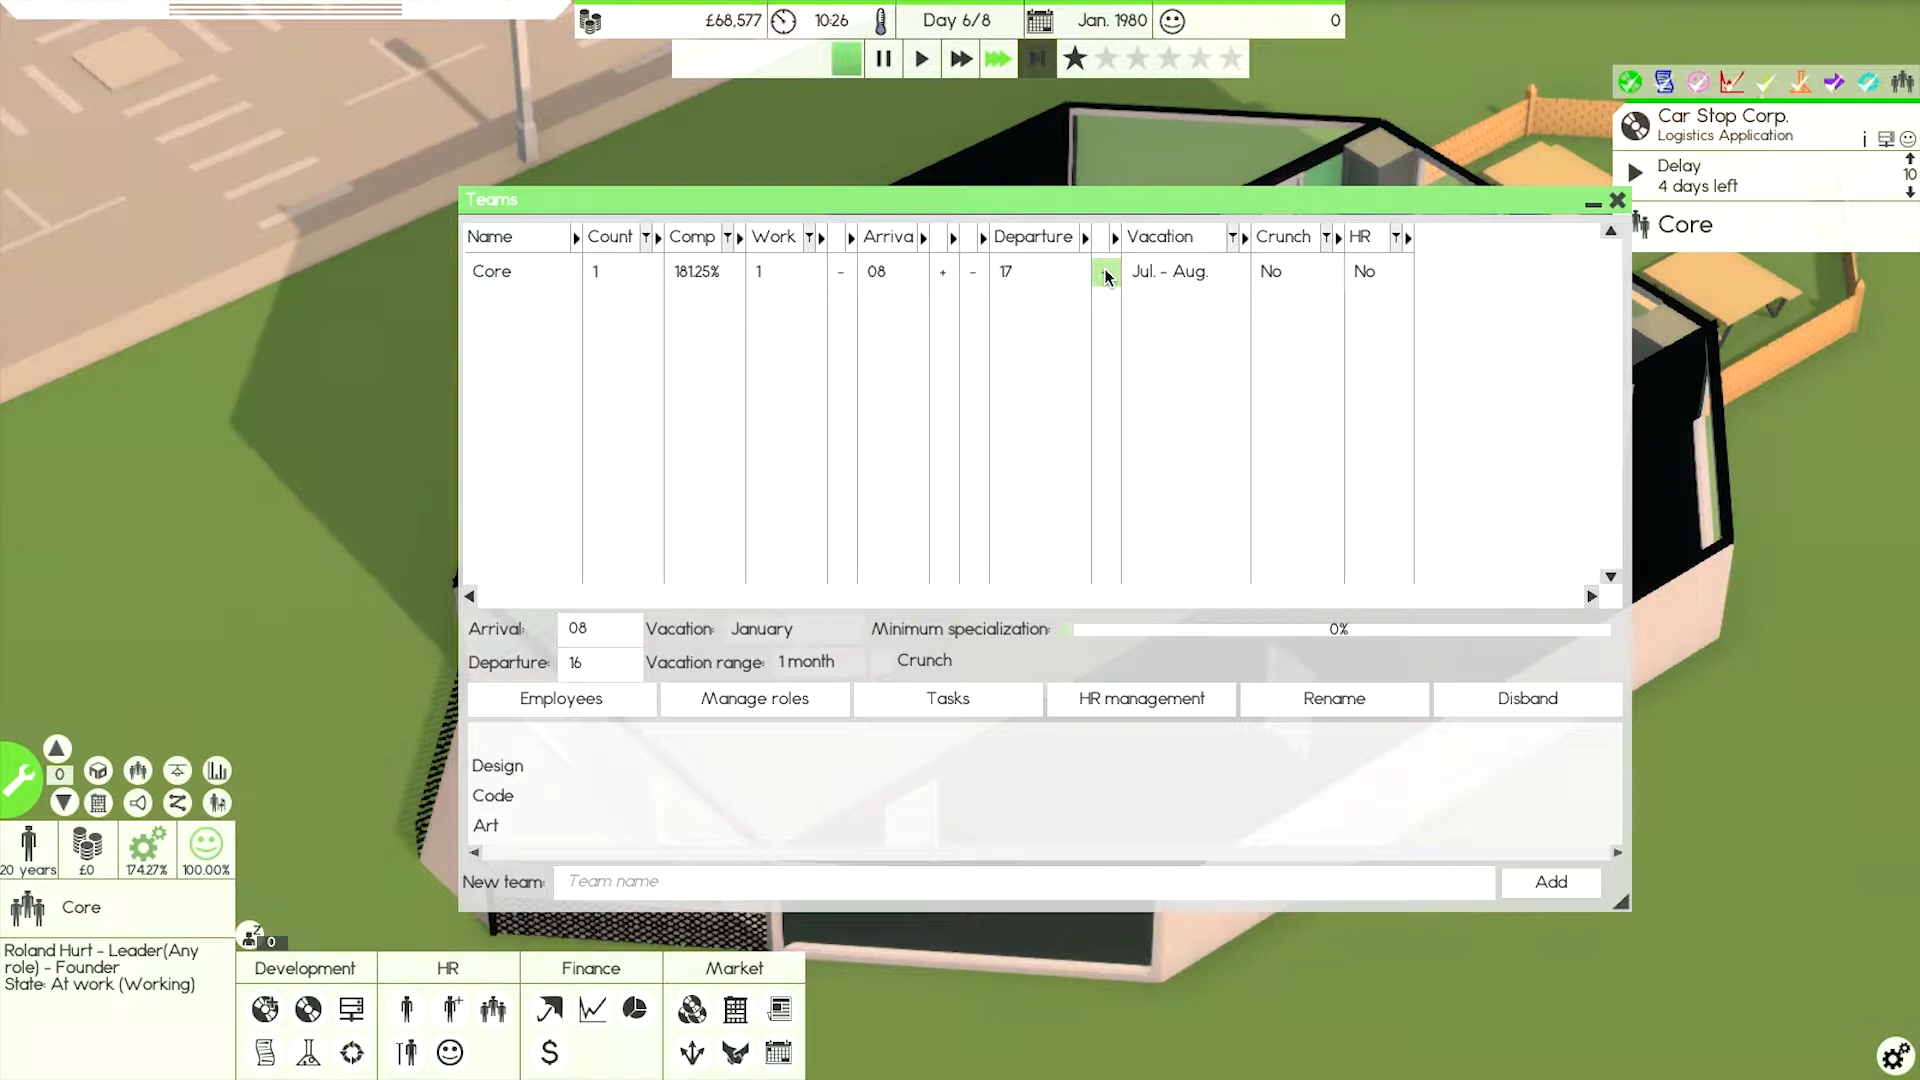 £68,577 10:26 Day 6/8 Jan. 1980 0
Car Stop Corp.
Logistics Application
Delay
4 days left
10
Core
Teams
Name Count Comp Work Arriva Departure Vacation Crunch HR
Core 1 181.25% 1 - 08 + - 17 Jul. - Aug. No No
Arrival: 08 Vacation: January Minimum specialization: 0%
Departure: 16 Vacation range: 1 month Crunch
Employees Manage roles Tasks HR management Rename Disband
Design
Code
Art
New team: Team name Add
0
20 years £0 174.27% 100.00%
Core
Roland Hurt - Leader(Any
role) - Founder
State: At work (Working)
Z 0
Development HR Finance Market